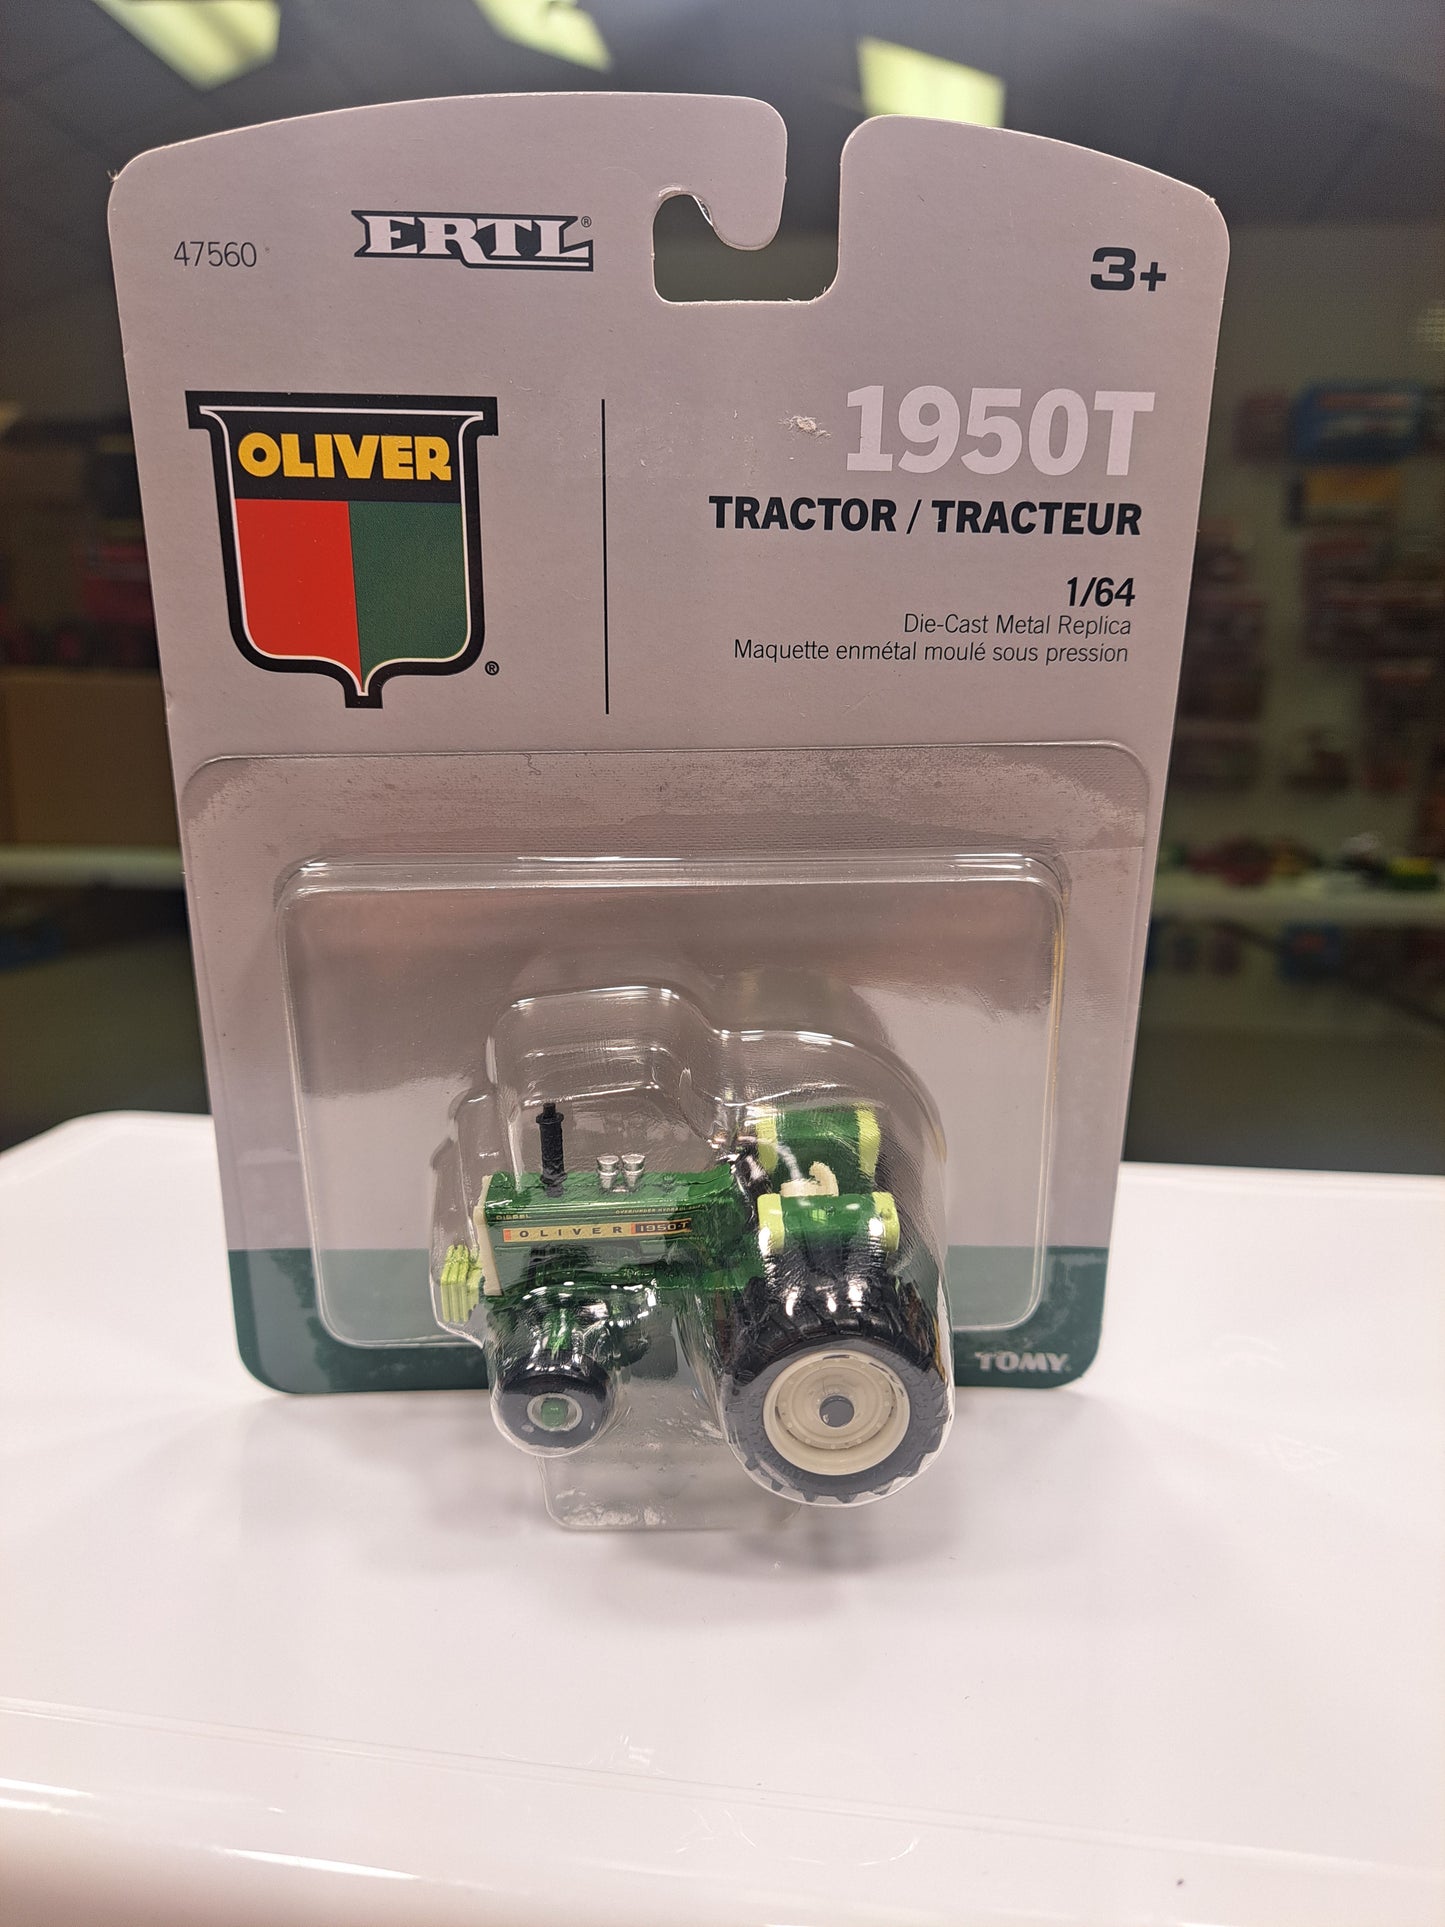 47560
ERTL®
3+
OLIVER
®
1950T
TRACTOR / TRACTEUR
1/64
Die-Cast Metal Replica
Maquette enmétal moulé sous pression
DIESEL
OLIVER 1950-T
TOMY